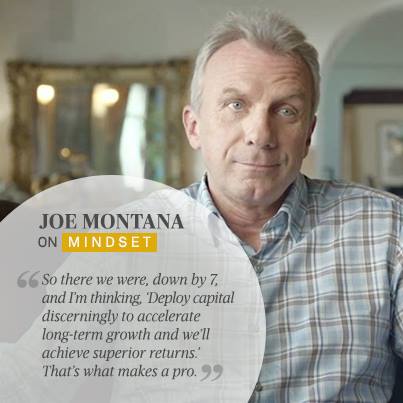 JOE MONTANA
ON MINDSET
“So there we were, down by 7,
and I'm thinking, 'Deploy capital
discerningly to accelerate
long-term growth and we'll
achieve superior returns.'
That's what makes a pro.”